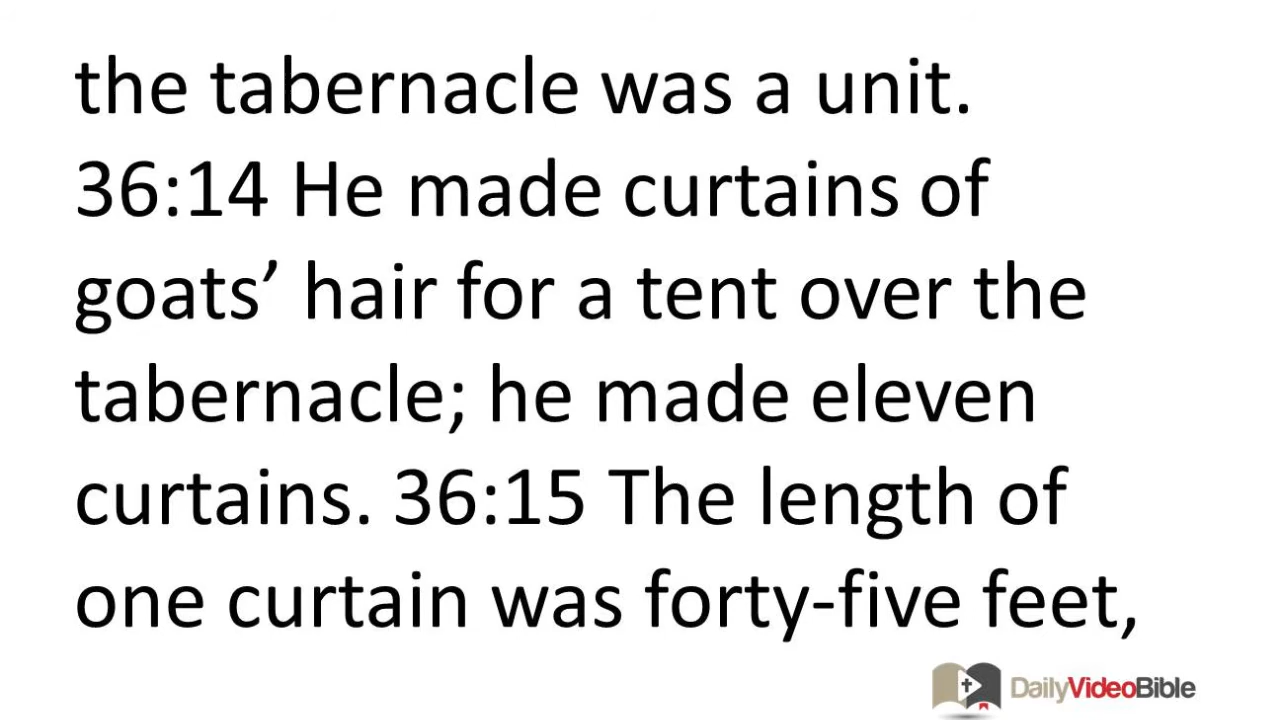 the tabernacle was a unit.
36:14 He made curtains of
goats’ hair for a tent over the
tabernacle; he made eleven
curtains. 36:15 The length of
one curtain was forty-five feet,
DailyVideoBible